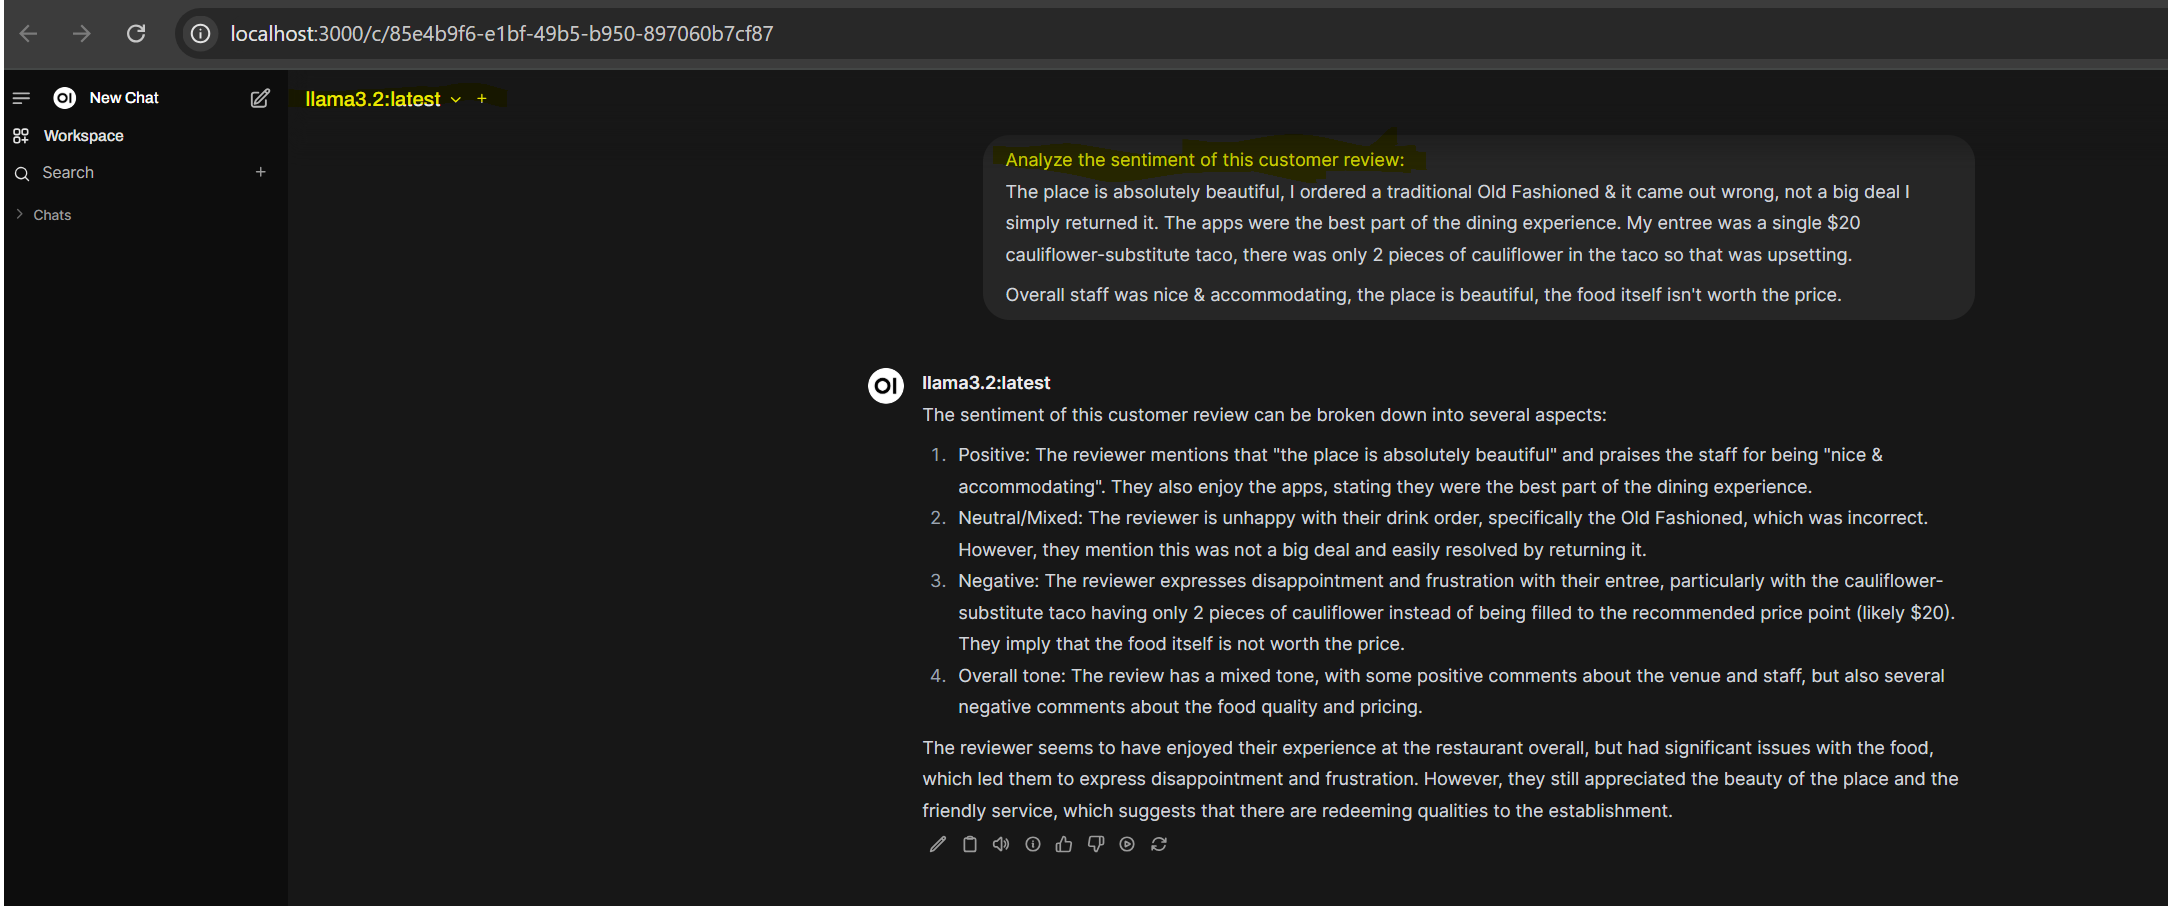 localhost:3000/c/85e4b9f6-e1bf-49b5-b950-897060b7cf87
OI New Chat
Workspace
Search +
Chats
llama3.2:latest +
Analyze the sentiment of this customer review:
The place is absolutely beautiful, I ordered a traditional Old Fashioned & it came out wrong, not a big deal I
simply returned it. The apps were the best part of the dining experience. My entree was a single $20
cauliflower-substitute taco, there was only 2 pieces of cauliflower in the taco so that was upsetting.
Overall staff was nice & accommodating, the place is beautiful, the food itself isn't worth the price.
OI llama3.2:latest
The sentiment of this customer review can be broken down into several aspects:
1. Positive: The reviewer mentions that "the place is absolutely beautiful" and praises the staff for being "nice &
accommodating". They also enjoy the apps, stating they were the best part of the dining experience.
2. Neutral/Mixed: The reviewer is unhappy with their drink order, specifically the Old Fashioned, which was incorrect.
However, they mention this was not a big deal and easily resolved by returning it.
3. Negative: The reviewer expresses disappointment and frustration with their entree, particularly with the cauliflower-
substitute taco having only 2 pieces of cauliflower instead of being filled to the recommended price point (likely $20).
They imply that the food itself is not worth the price.
4. Overall tone: The review has a mixed tone, with some positive comments about the venue and staff, but also several
negative comments about the food quality and pricing.
The reviewer seems to have enjoyed their experience at the restaurant overall, but had significant issues with the food,
which led them to express disappointment and frustration. However, they still appreciated the beauty of the place and the
friendly service, which suggests that there are redeeming qualities to the establishment.